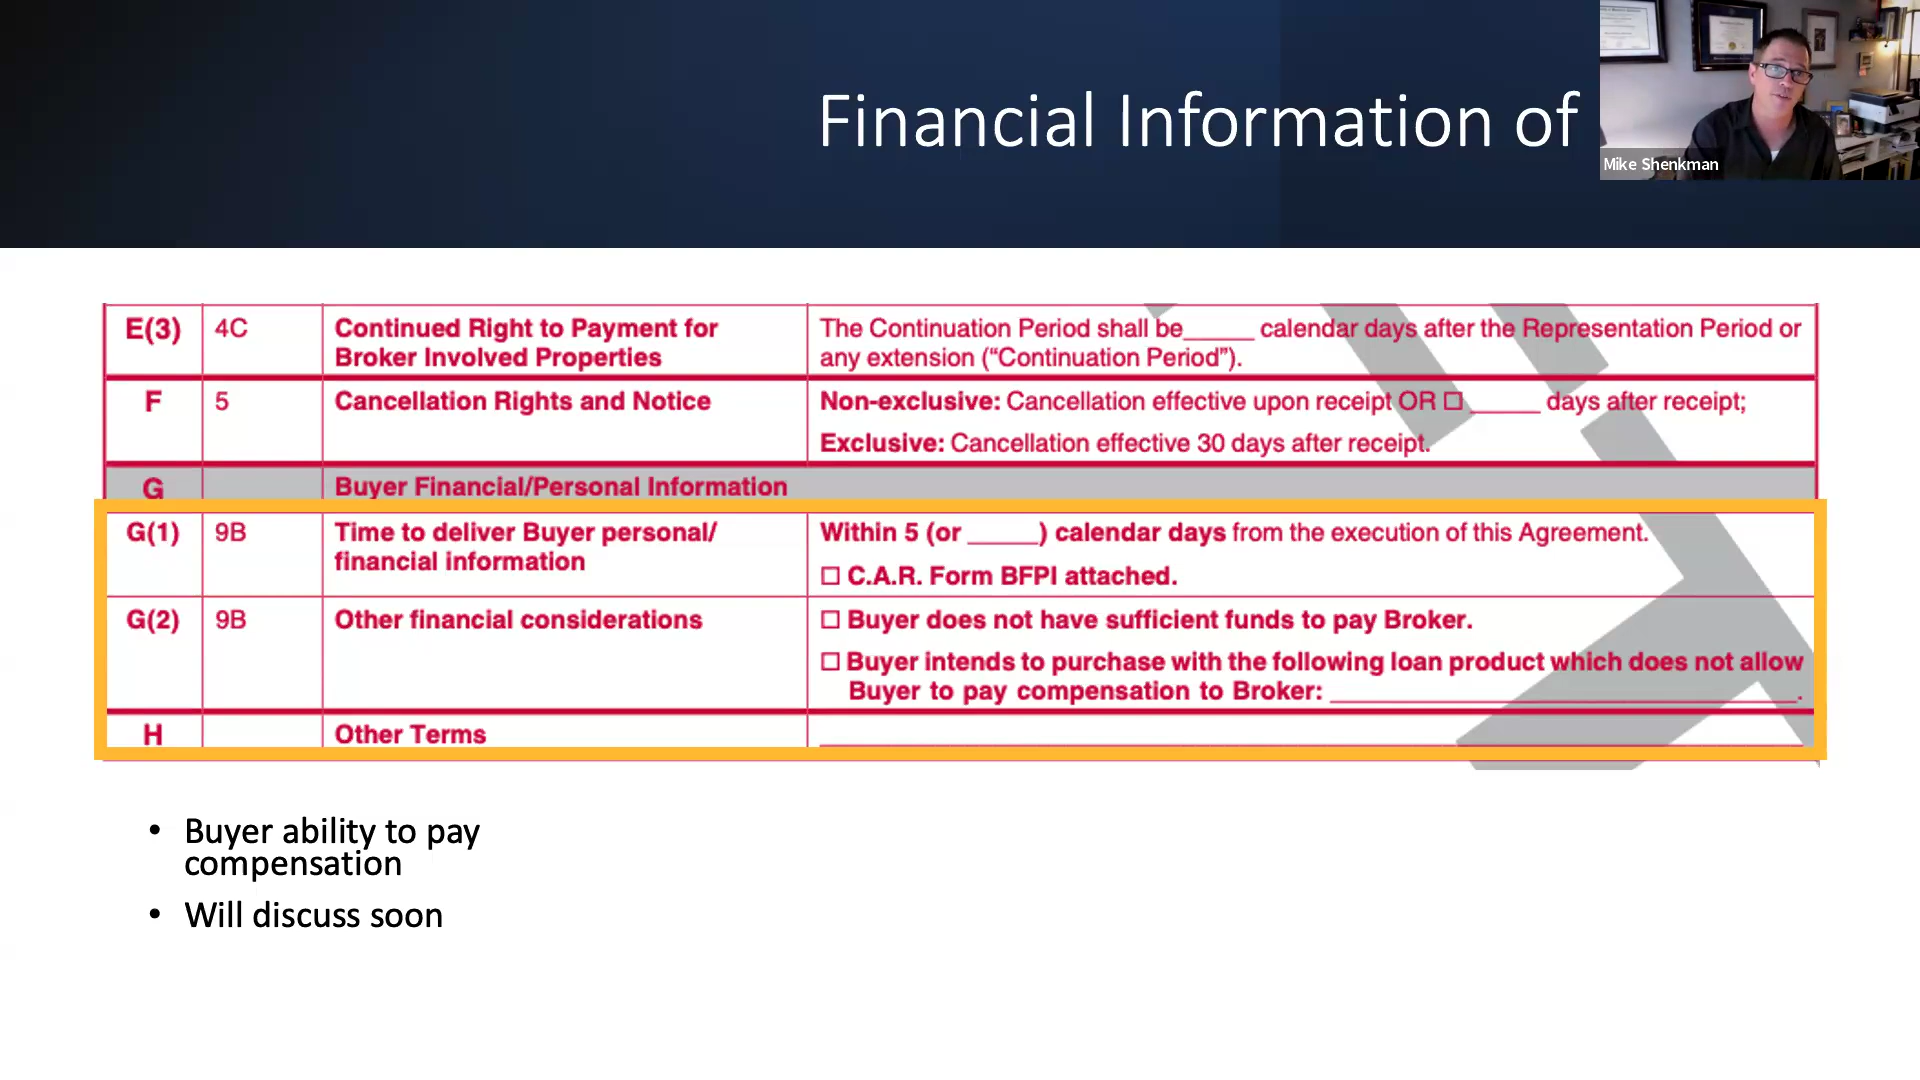 Financial Information of
Mike Shenkman
E(3) 4C Continued Right to Payment for The Continuation Period shall be_____ calendar days after the Representation Period or
Broker Involved Properties any extension (“Continuation Period”).
F 5 Cancellation Rights and Notice Non-exclusive: Cancellation effective upon receipt OR ☐ _____ days after receipt;
Exclusive: Cancellation effective 30 days after receipt.
G Buyer Financial/Personal Information
G(1) 9B Time to deliver Buyer personal/ Within 5 (or _____) calendar days from the execution of this Agreement.
financial information
☐ C.A.R. Form BFPI attached.
G(2) 9B Other financial considerations ☐ Buyer does not have sufficient funds to pay Broker.
☐ Buyer intends to purchase with the following loan product which does not allow
Buyer to pay compensation to Broker: _____.
H Other Terms
• Buyer ability to pay
compensation
• Will discuss soon